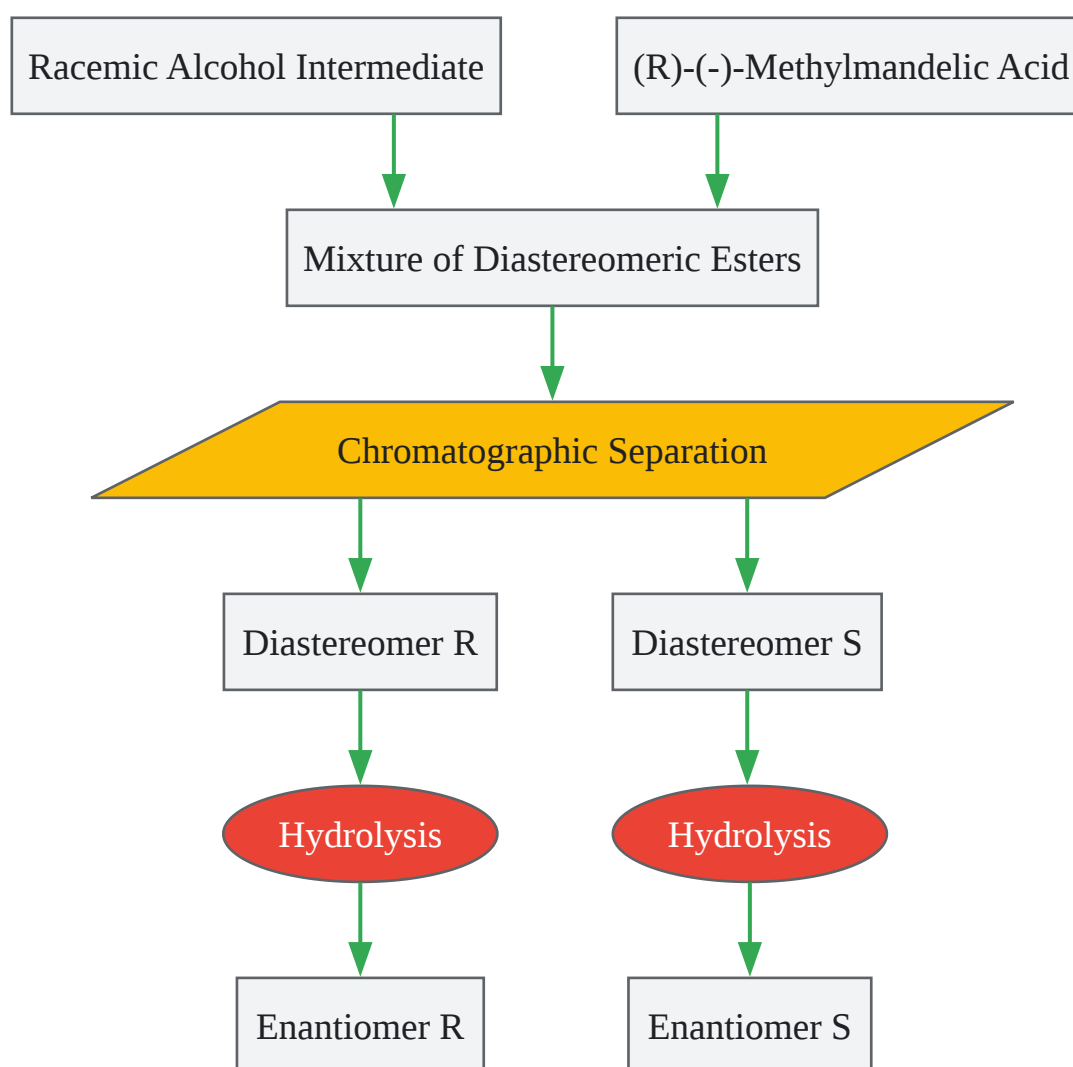 Racemic Alcohol Intermediate
(R)-(-)-Methylmandelic Acid
Mixture of Diastereomeric Esters
Chromatographic Separation
Diastereomer R
Diastereomer S
Hydrolysis
Hydrolysis
Enantiomer R
Enantiomer S